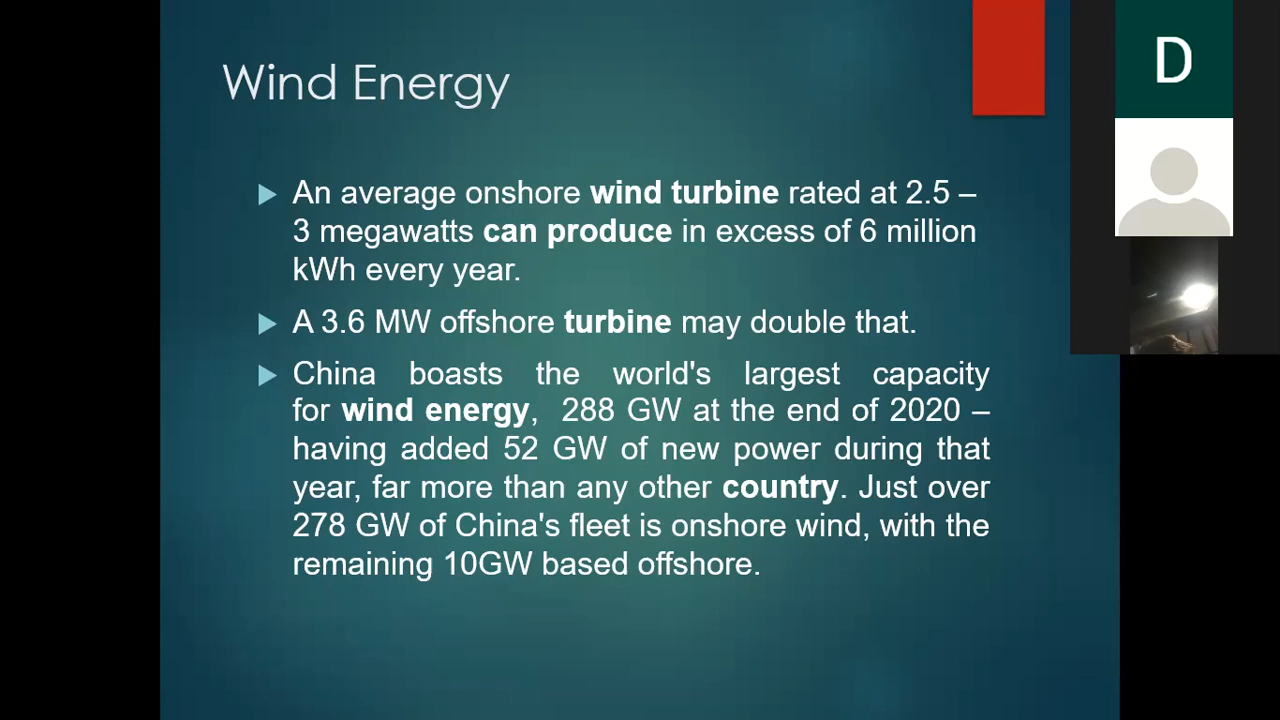 Wind Energy
An average onshore wind turbine rated at 2.5 –
3 megawatts can produce in excess of 6 million
kWh every year.
A 3.6 MW offshore turbine may double that.
China boasts the world's largest capacity
for wind energy, 288 GW at the end of 2020 –
having added 52 GW of new power during that
year, far more than any other country. Just over
278 GW of China's fleet is onshore wind, with the
remaining 10GW based offshore.
D